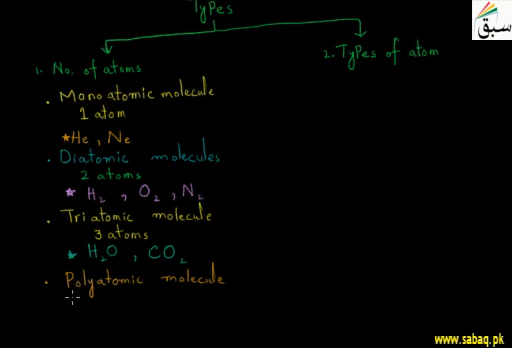 Types
سبق
1. No. of atoms
2. Types of atom
. Mono atomic molecule
1 atom
*He , Ne
. Diatomic molecules
2 atoms
* H₂ , O₂ , N₂
. Triatomic molecule
3 atoms
* H₂O , CO₂
. Polyatomic molecule
www.sabaq.pk